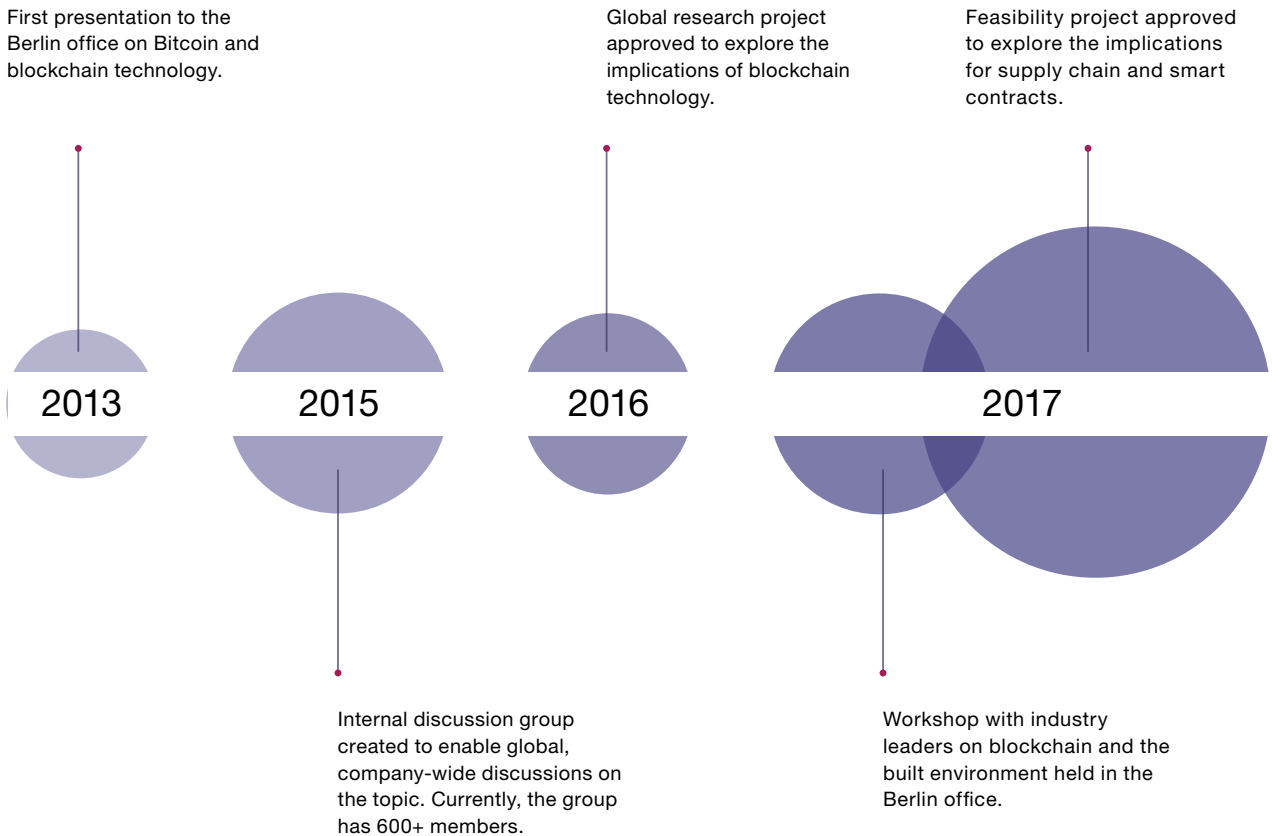 First presentation to the
Berlin office on Bitcoin and
blockchain technology.
Global research project
approved to explore the
implications of blockchain
technology.
Feasibility project approved
to explore the implications
for supply chain and smart
contracts.
2013
2015
2016
2017
Internal discussion group
created to enable global,
company-wide discussions on
the topic. Currently, the group
has 600+ members.
Workshop with industry
leaders on blockchain and the
built environment held in the
Berlin office.